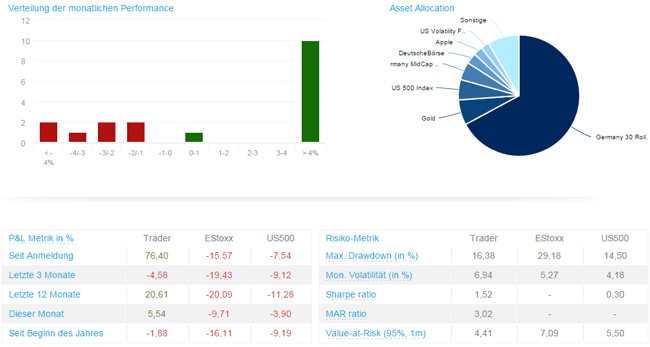 Verteilung der monatlichen Performance
12
10
8
6
4
2
0
< -
4%
-4/-3
-3/-2
-2/-1
-1-0
0-1
1-2
2-3
3-4
> 4%
Asset Allocation
Sonstige
US Volatility F..
Apple
DeutscheBörse
rmany MidCap ..
US 500 Index
Gold
Germany 30 Roll.
P&L Metrik in % Trader EStoxx US500
Seit Anmeldung 76,40 -15,57 -7,54
Letzte 3 Monate -4,58 -19,43 -9,12
Letzte 12 Monate 20,61 -20,09 -11,28
Dieser Monat 5,54 -9,71 -3,90
Seit Beginn des Jahres -1,88 -16,11 -9,19
Risiko-Metrik Trader EStoxx US500
Max. Drawdown (in %) 16,38 29,18 14,50
Mon. Volatilität (in %) 6,94 5,27 4,18
Sharpe ratio 1,52 - 0,30
MAR ratio 3,02 - -
Value-at-Risk (95%, 1m) 4,41 7,09 5,50